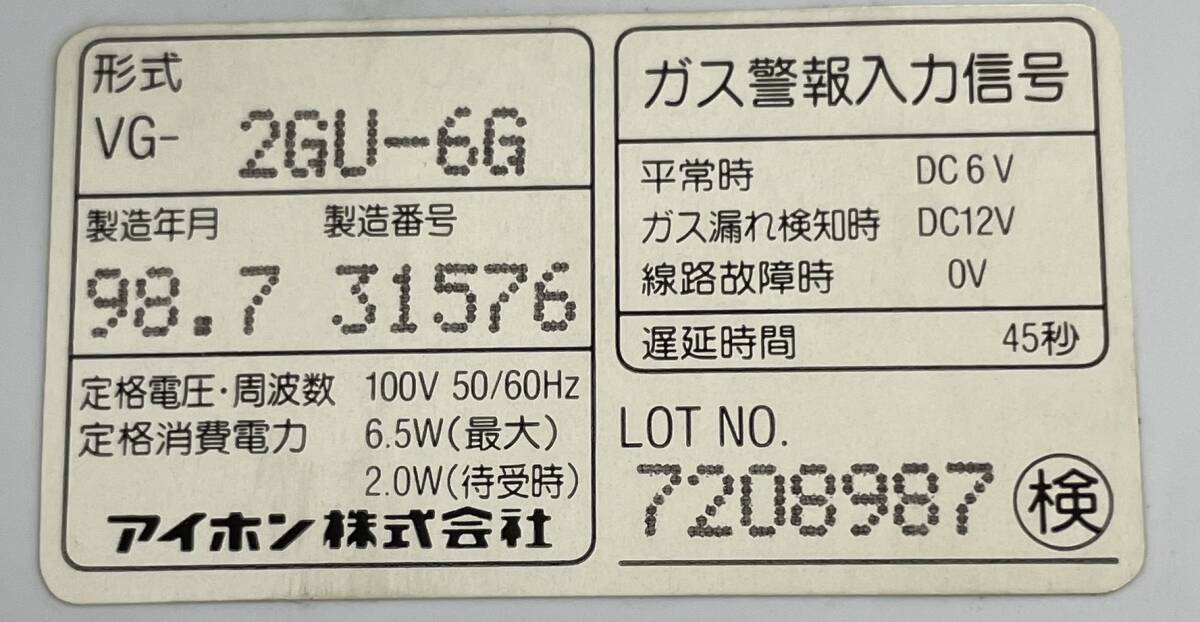 形式
VG- 2GU-6G
製造年月 製造番号
98.7 31576
定格電圧・周波数 100V 50/60Hz
定格消費電力 6.5W(最大)
2.0W(待受時)
アイホン株式会社
ガス警報入力信号
平常時 DC6V
ガス漏れ検知時 DC12V
線路故障時 0V
遅延時間 45秒
LOT NO.
7208987 検